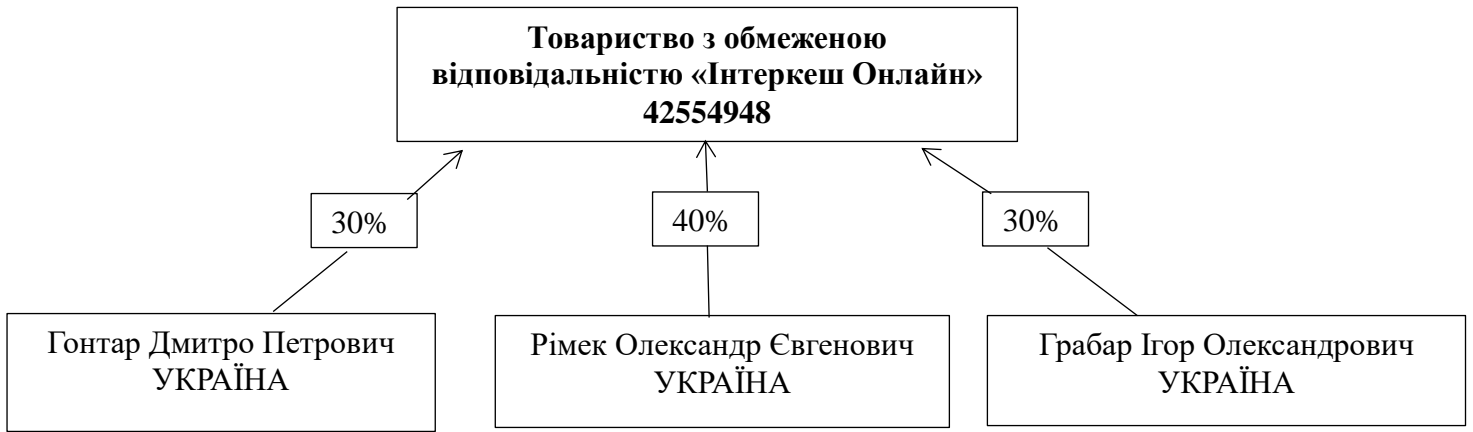 Товариство з обмеженою
відповідальністю «Інтеркеш Онлайн»
42554948
30%
40%
30%
Гонтар Дмитро Петрович
УКРАЇНА
Рімек Олександр Євгенович
УКРАЇНА
Грабар Ігор Олександрович
УКРАЇНА